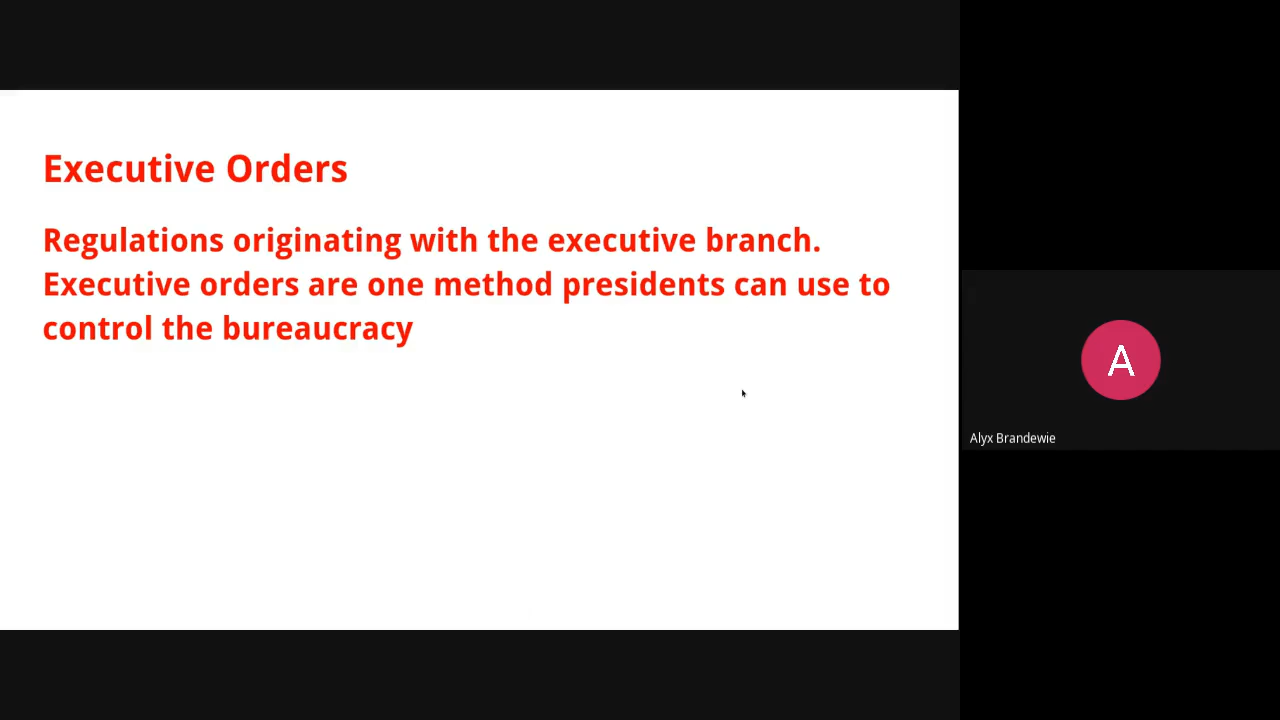 Executive Orders
Regulations originating with the executive branch.
Executive orders are one method presidents can use to
control the bureaucracy
A
Alyx Brandewie